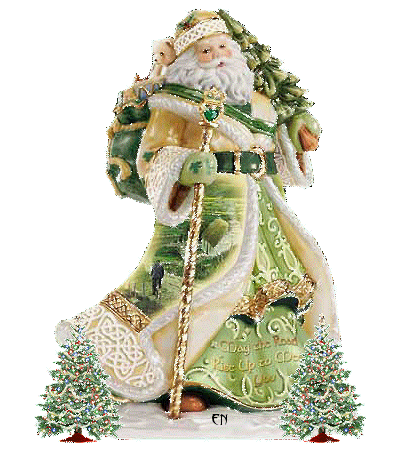 May the Road
Rise Up to Meet
You
EN